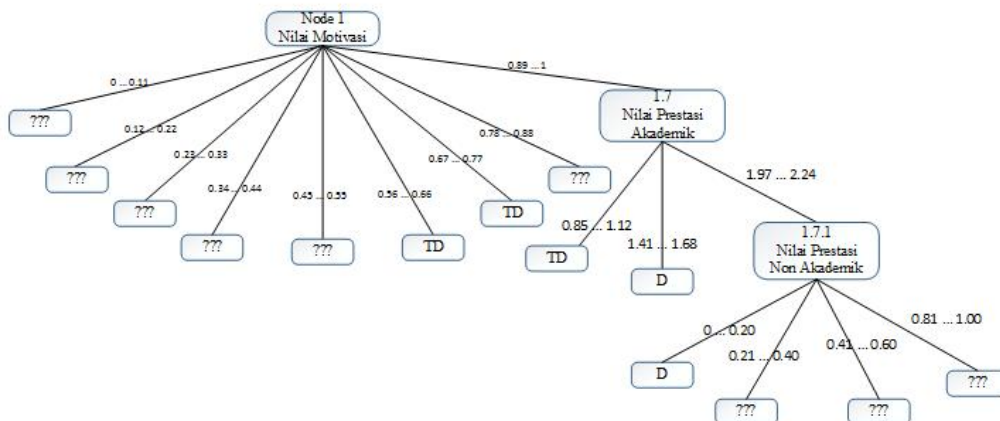 Node 1
Nilai Motivasi
0.89 ... 1
0 ... 0.11
1.7
Nilai Prestasi
Akademik
???
0.12 ... 0.22
0.78 ... 0.88
0.23 ... 0.33
0.67 ... 0.77
???
???
1.97 ... 2.24
0.34 ... 0.44
0.45 ... 0.55
0.56 ... 0.66
???
TD
0.85 ... 1.12
???
???
TD
1.41 ... 1.68
1.7.1
Nilai Prestasi
Non Akademik
TD
D
0.81 ... 1.00
0 ... 0.20
0.21 ... 0.40
0.41 ... 0.60
D
???
???
???